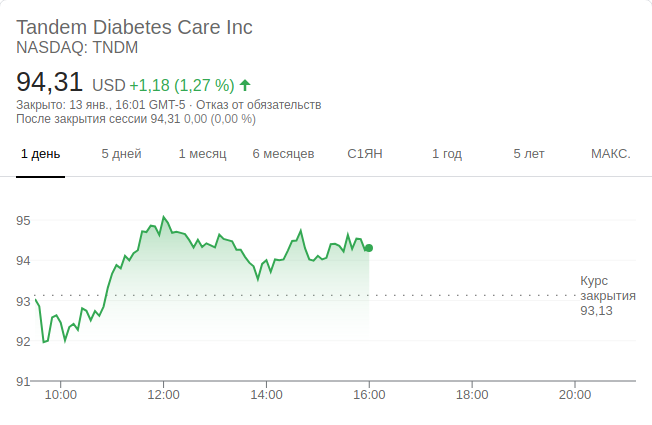 Tandem Diabetes Care Inc
NASDAQ: TNDM
94,31 USD +1,18 (1,27 %)
Закрыто: 13 янв., 16:01 GMT-5 · Отказ от обязательств
После закрытия сессии 94,31 0,00 (0,00 %)
1 день 5 дней 1 месяц 6 месяцев С1ЯН 1 год 5 лет МАКС.
95
94
93
92
91
Курс
закрытия
93,13
10:00 12:00 14:00 16:00 18:00 20:00